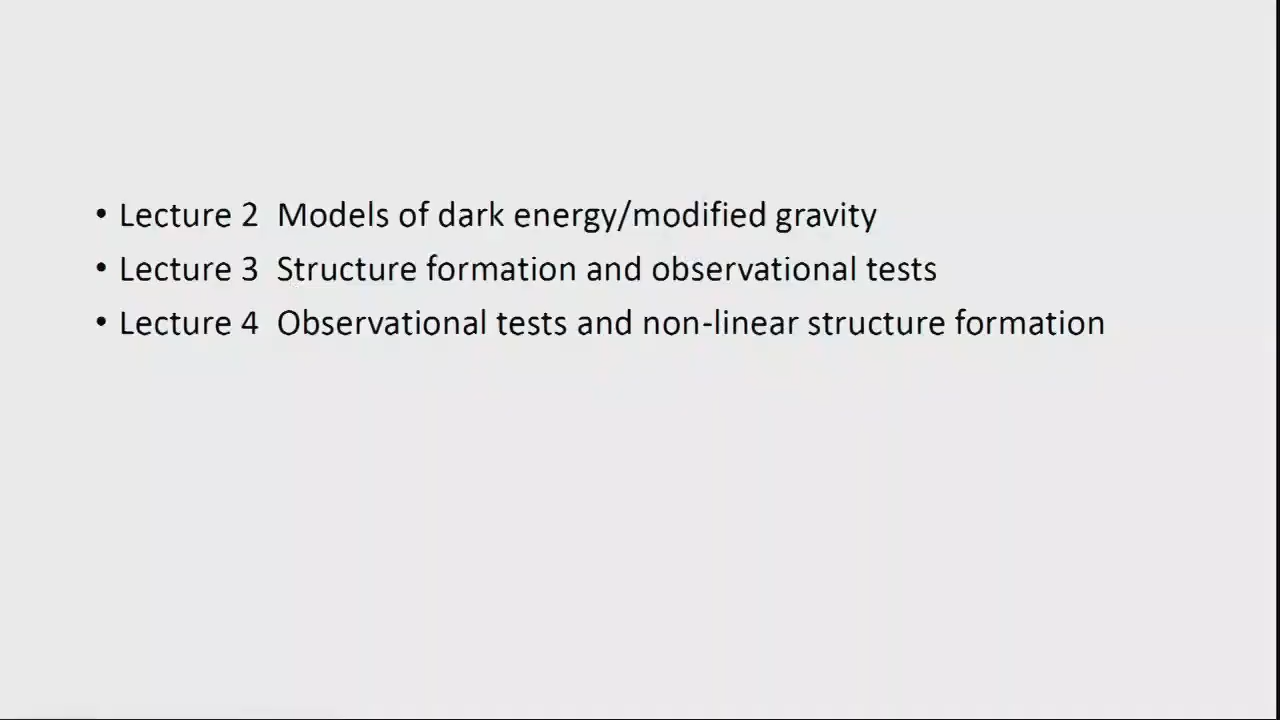 • Lecture 2  Models of dark energy/modified gravity
• Lecture 3  Structure formation and observational tests
• Lecture 4  Observational tests and non-linear structure formation